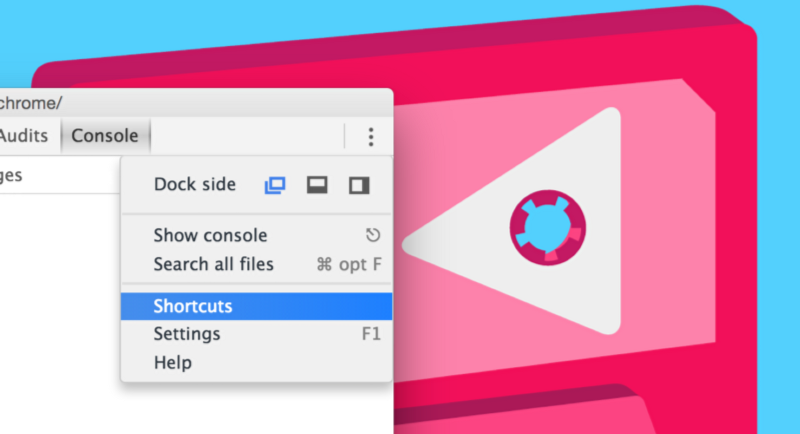 chrome/
Audits Console
ges
Dock side
Show console
Search all files ⌘ opt F
Shortcuts
Settings F1
Help